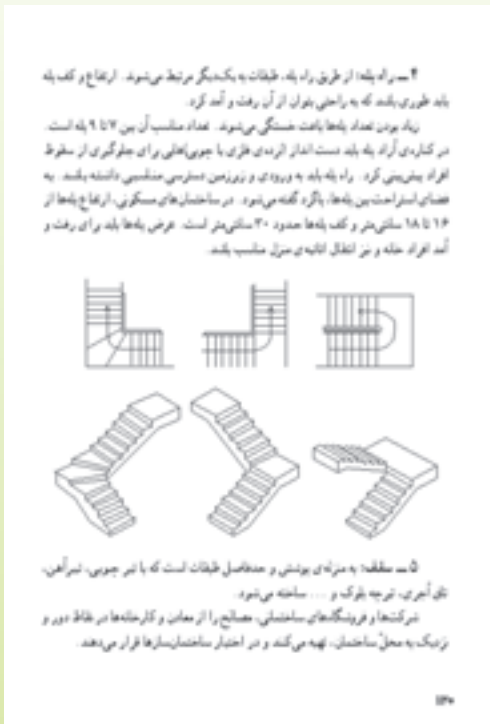 ۴ــ راه پله: از طریق راه پله، طبقات به یک‌دیگر مرتبط می‌شوند. ارتفاع و کف پله
باید طوری باشد که به راحتی بتوان از آن رفت و آمد کرد.
زیاد بودن تعداد پله‌ها باعث خستگی می‌شوند. تعداد مناسب آن بین ۷ تا ۹ پله است.
در کناره‌ی آزاد پله باید دست انداز (نرده‌ی فلزی یا چوبی) برای جلوگیری از سقوط
افراد پیش‌بینی کرد. راه پله باید به ورودی و زیرزمین دسترسی مناسبی داشته باشد. به
فضای استراحت بین پله‌ها، پاگرد گفته می‌شود. در ساختمان‌های مسکونی، ارتفاع پله‌ها از
۱۶ تا ۱۸ سانتی‌متر و کف پله‌ها حدود ۳۰ سانتی‌متر است. عرض پله‌ها باید برای رفت و
آمد افراد خانه و نیز انتقال اثاثیه‌ی منزل مناسب باشد.
۵ــ سقف: به منزله‌ی پوشش و حدفاصل طبقات است که با تیر چوبی، تیرآهن،
تاق آجری، تیرچه بلوک و ... ساخته می‌شود.
شرکت‌ها و فروشگاه‌های ساختمانی، مصالح را از معادن و کارخانه‌ها در نقاط دور و
نزدیک به محلّ ساختمان، تهیه می‌کند و در اختیار ساختمان‌سازها قرار می‌دهند.